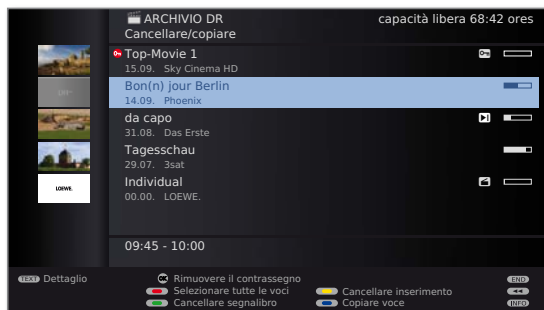 ARCHIVIO DR capacità libera 68:42 ores
Cancellare/copiare
Top-Movie 1
15.09. Sky Cinema HD
Bon(n) jour Berlin
14.09. Phoenix
da capo
31.08. Das Erste
Tagesschau
29.07. 3sat
Individual
00.00. LOEWE.
LOEWE.
09:45 - 10:00
TEXT Dettaglio OK Rimuovere il contrassegno END
Selezionare tutte le voci Cancellare inserimento
Cancellare segnalibro Copiare voce INFO